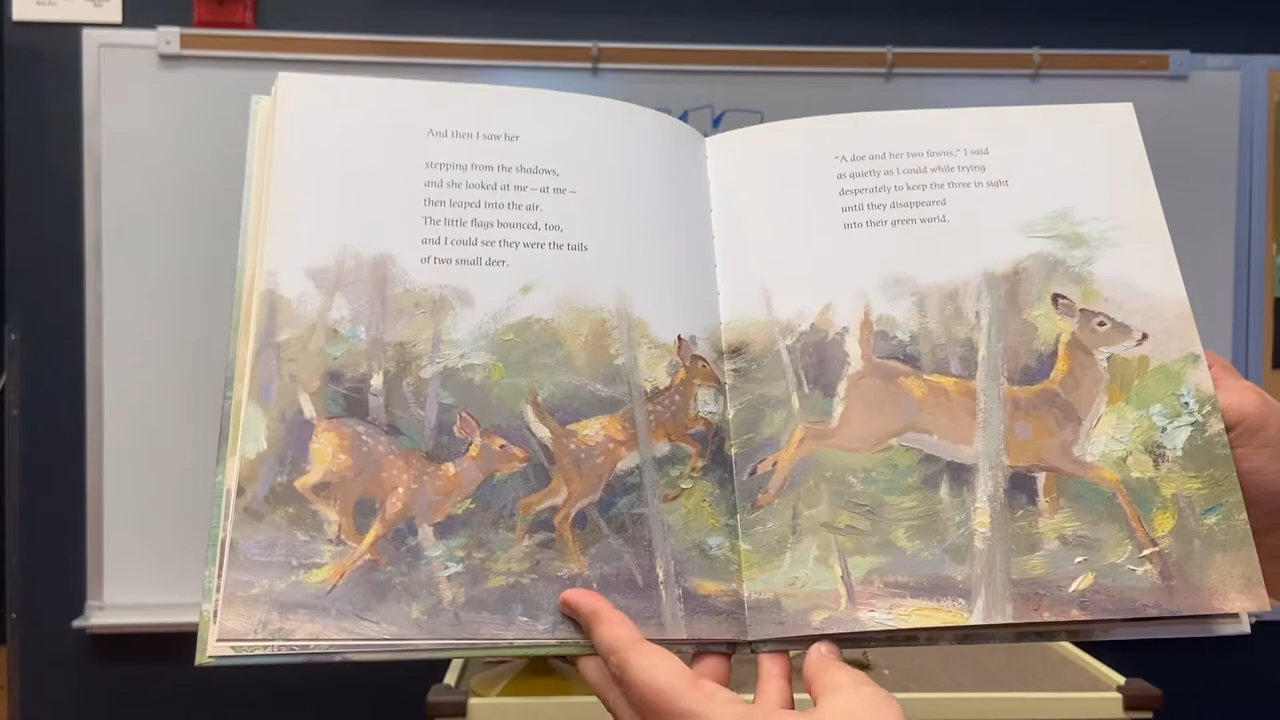 And then I saw her
stepping from the shadows,
and she looked at me — at me —
then leaped into the air.
The little flags bounced, too,
and I could see they were the tails
of two small deer.
“A doe and her two fawns,” I said
as quietly as I could while trying
desperately to keep the three in sight
until they disappeared
into their green world.